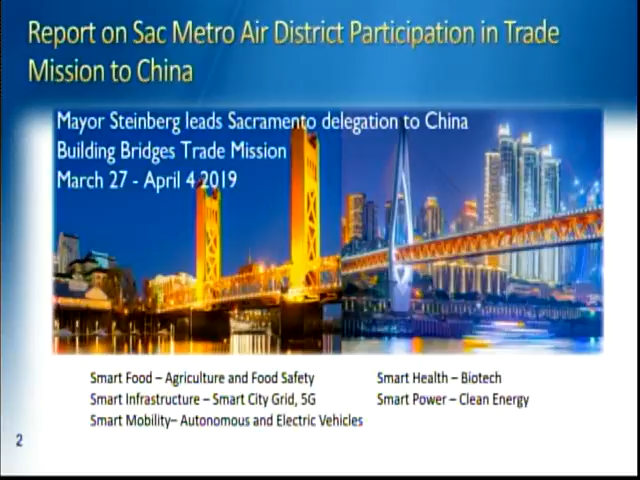 Report on Sac Metro Air District Participation in Trade
Mission to China
Mayor Steinberg leads Sacramento delegation to China
Building Bridges Trade Mission
March 27 - April 4 2019
Smart Food – Agriculture and Food Safety
Smart Infrastructure – Smart City Grid, 5G
Smart Mobility– Autonomous and Electric Vehicles
Smart Health – Biotech
Smart Power – Clean Energy
2